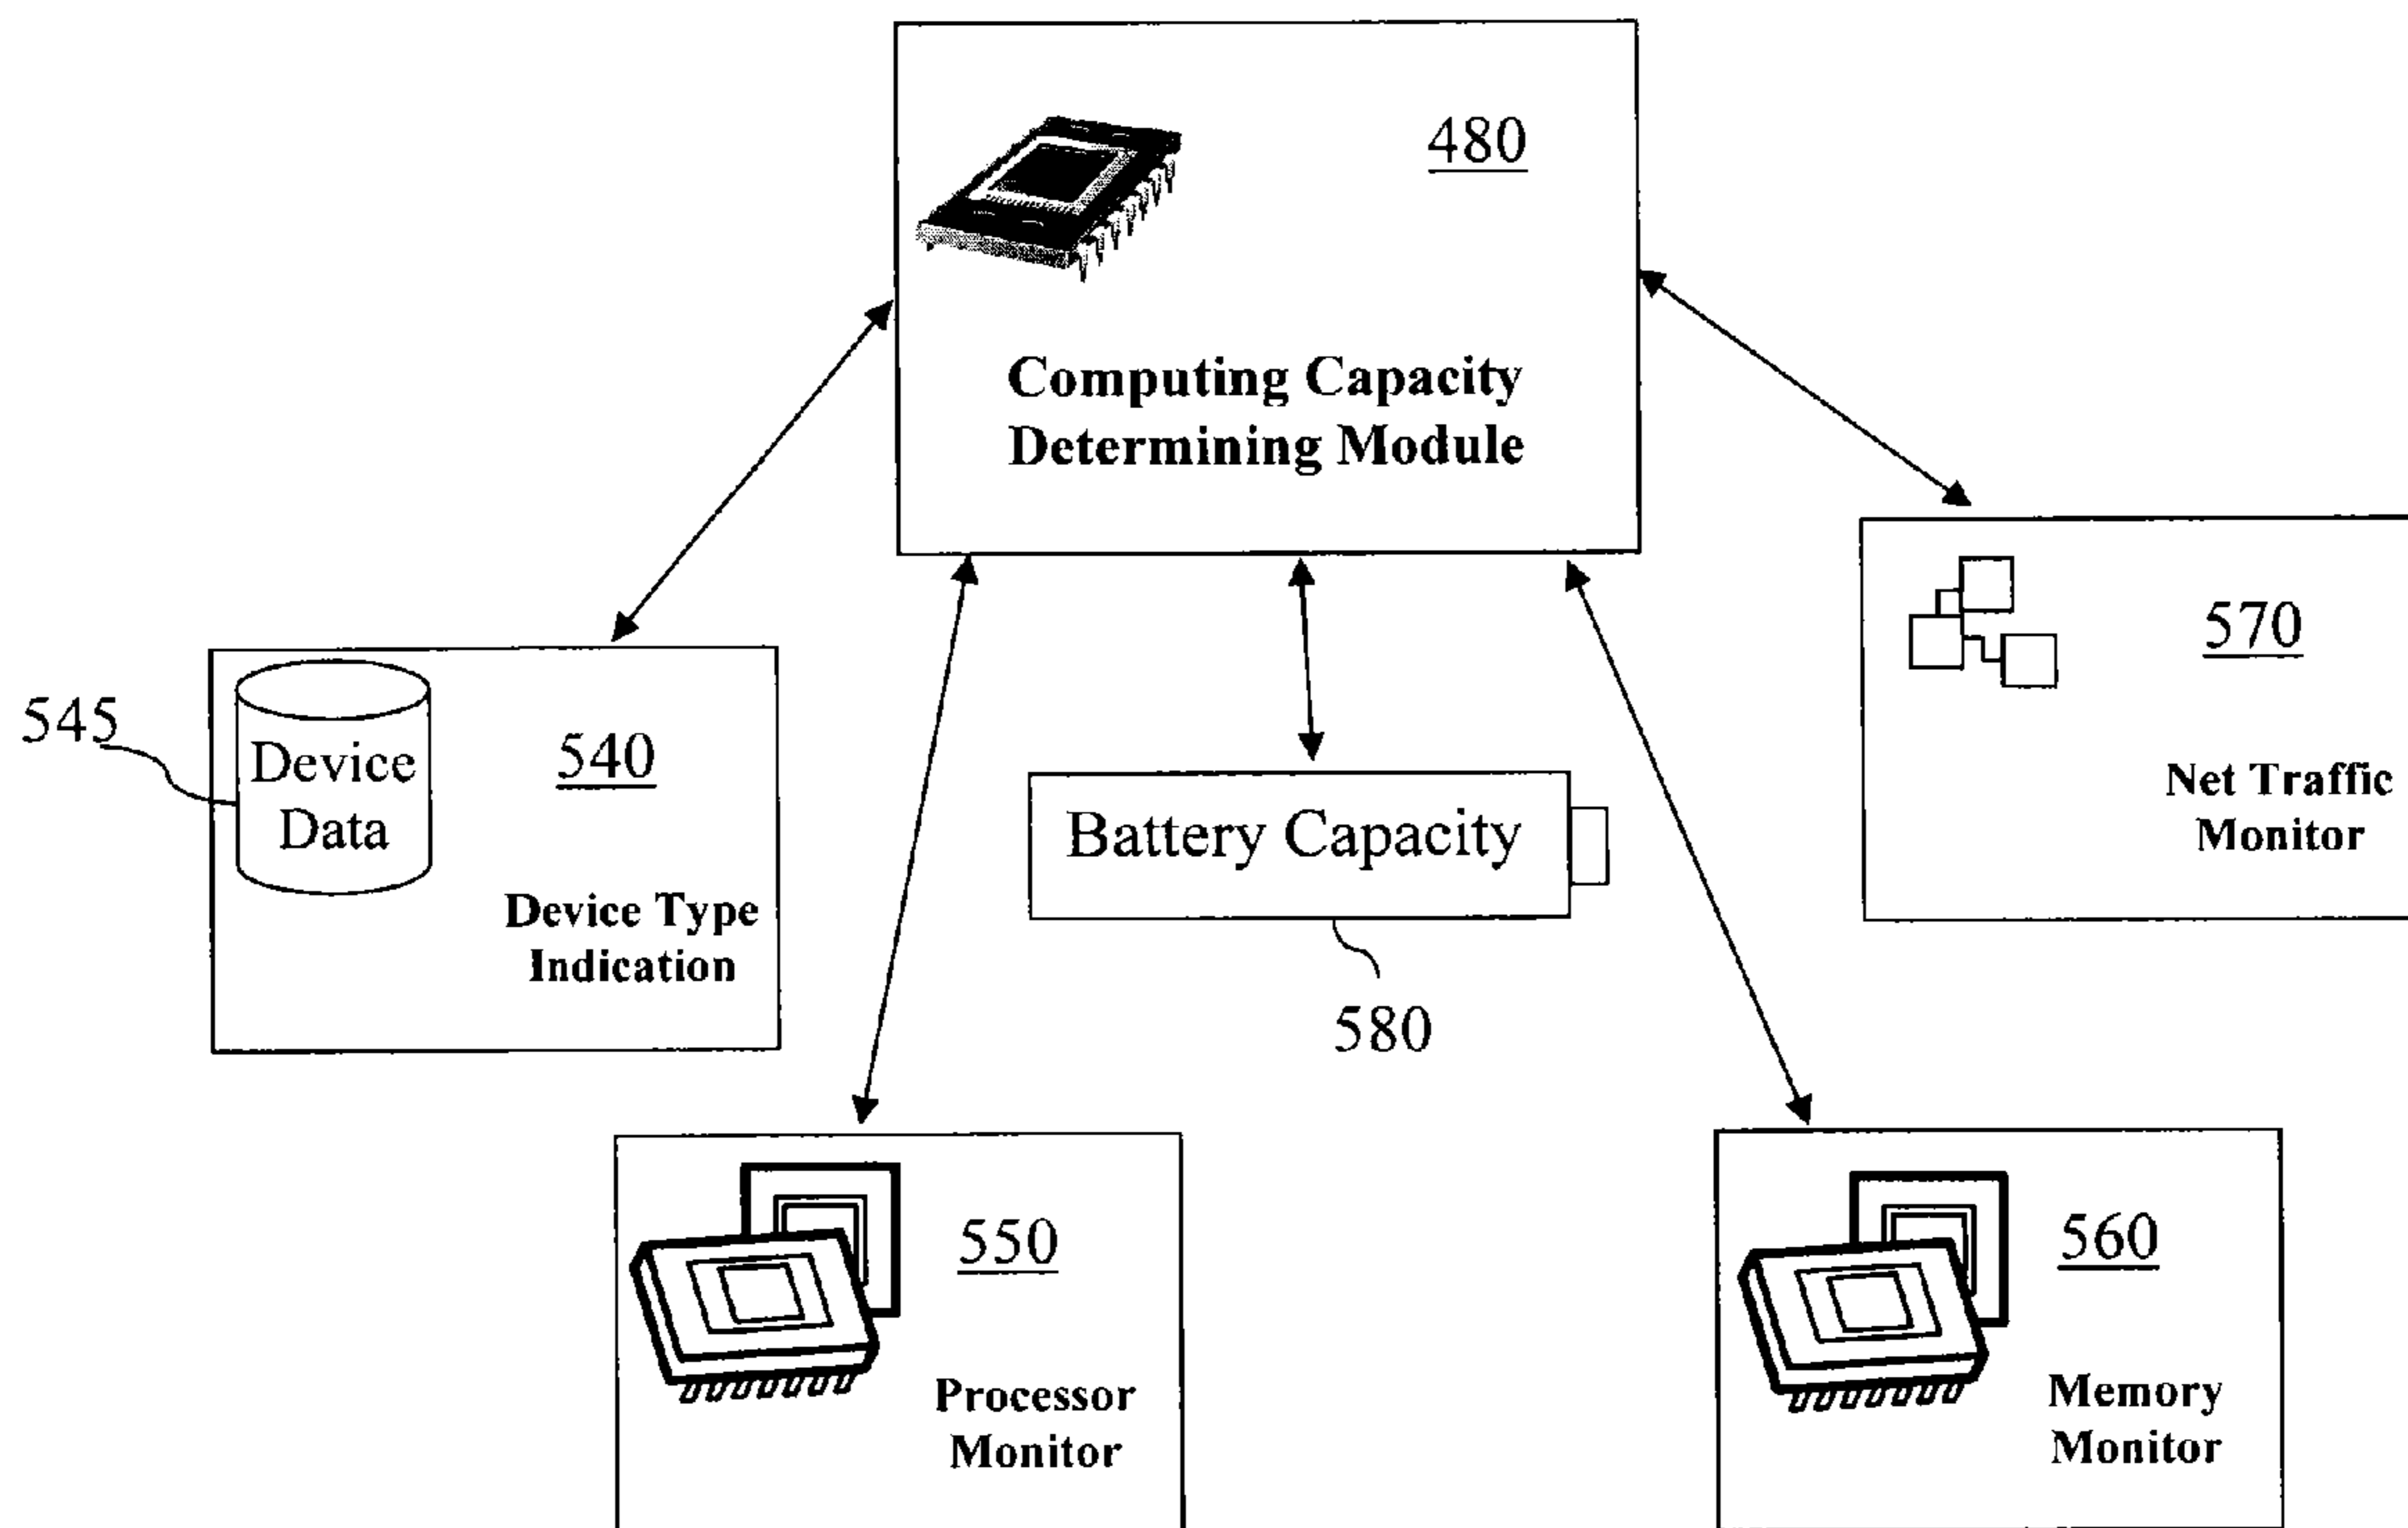 480
Computing Capacity
Determining Module
570
Net Traffic
Monitor
545
Device
Data
540
Device Type
Indication
Battery Capacity
580
550
Processor
Monitor
560
Memory
Monitor